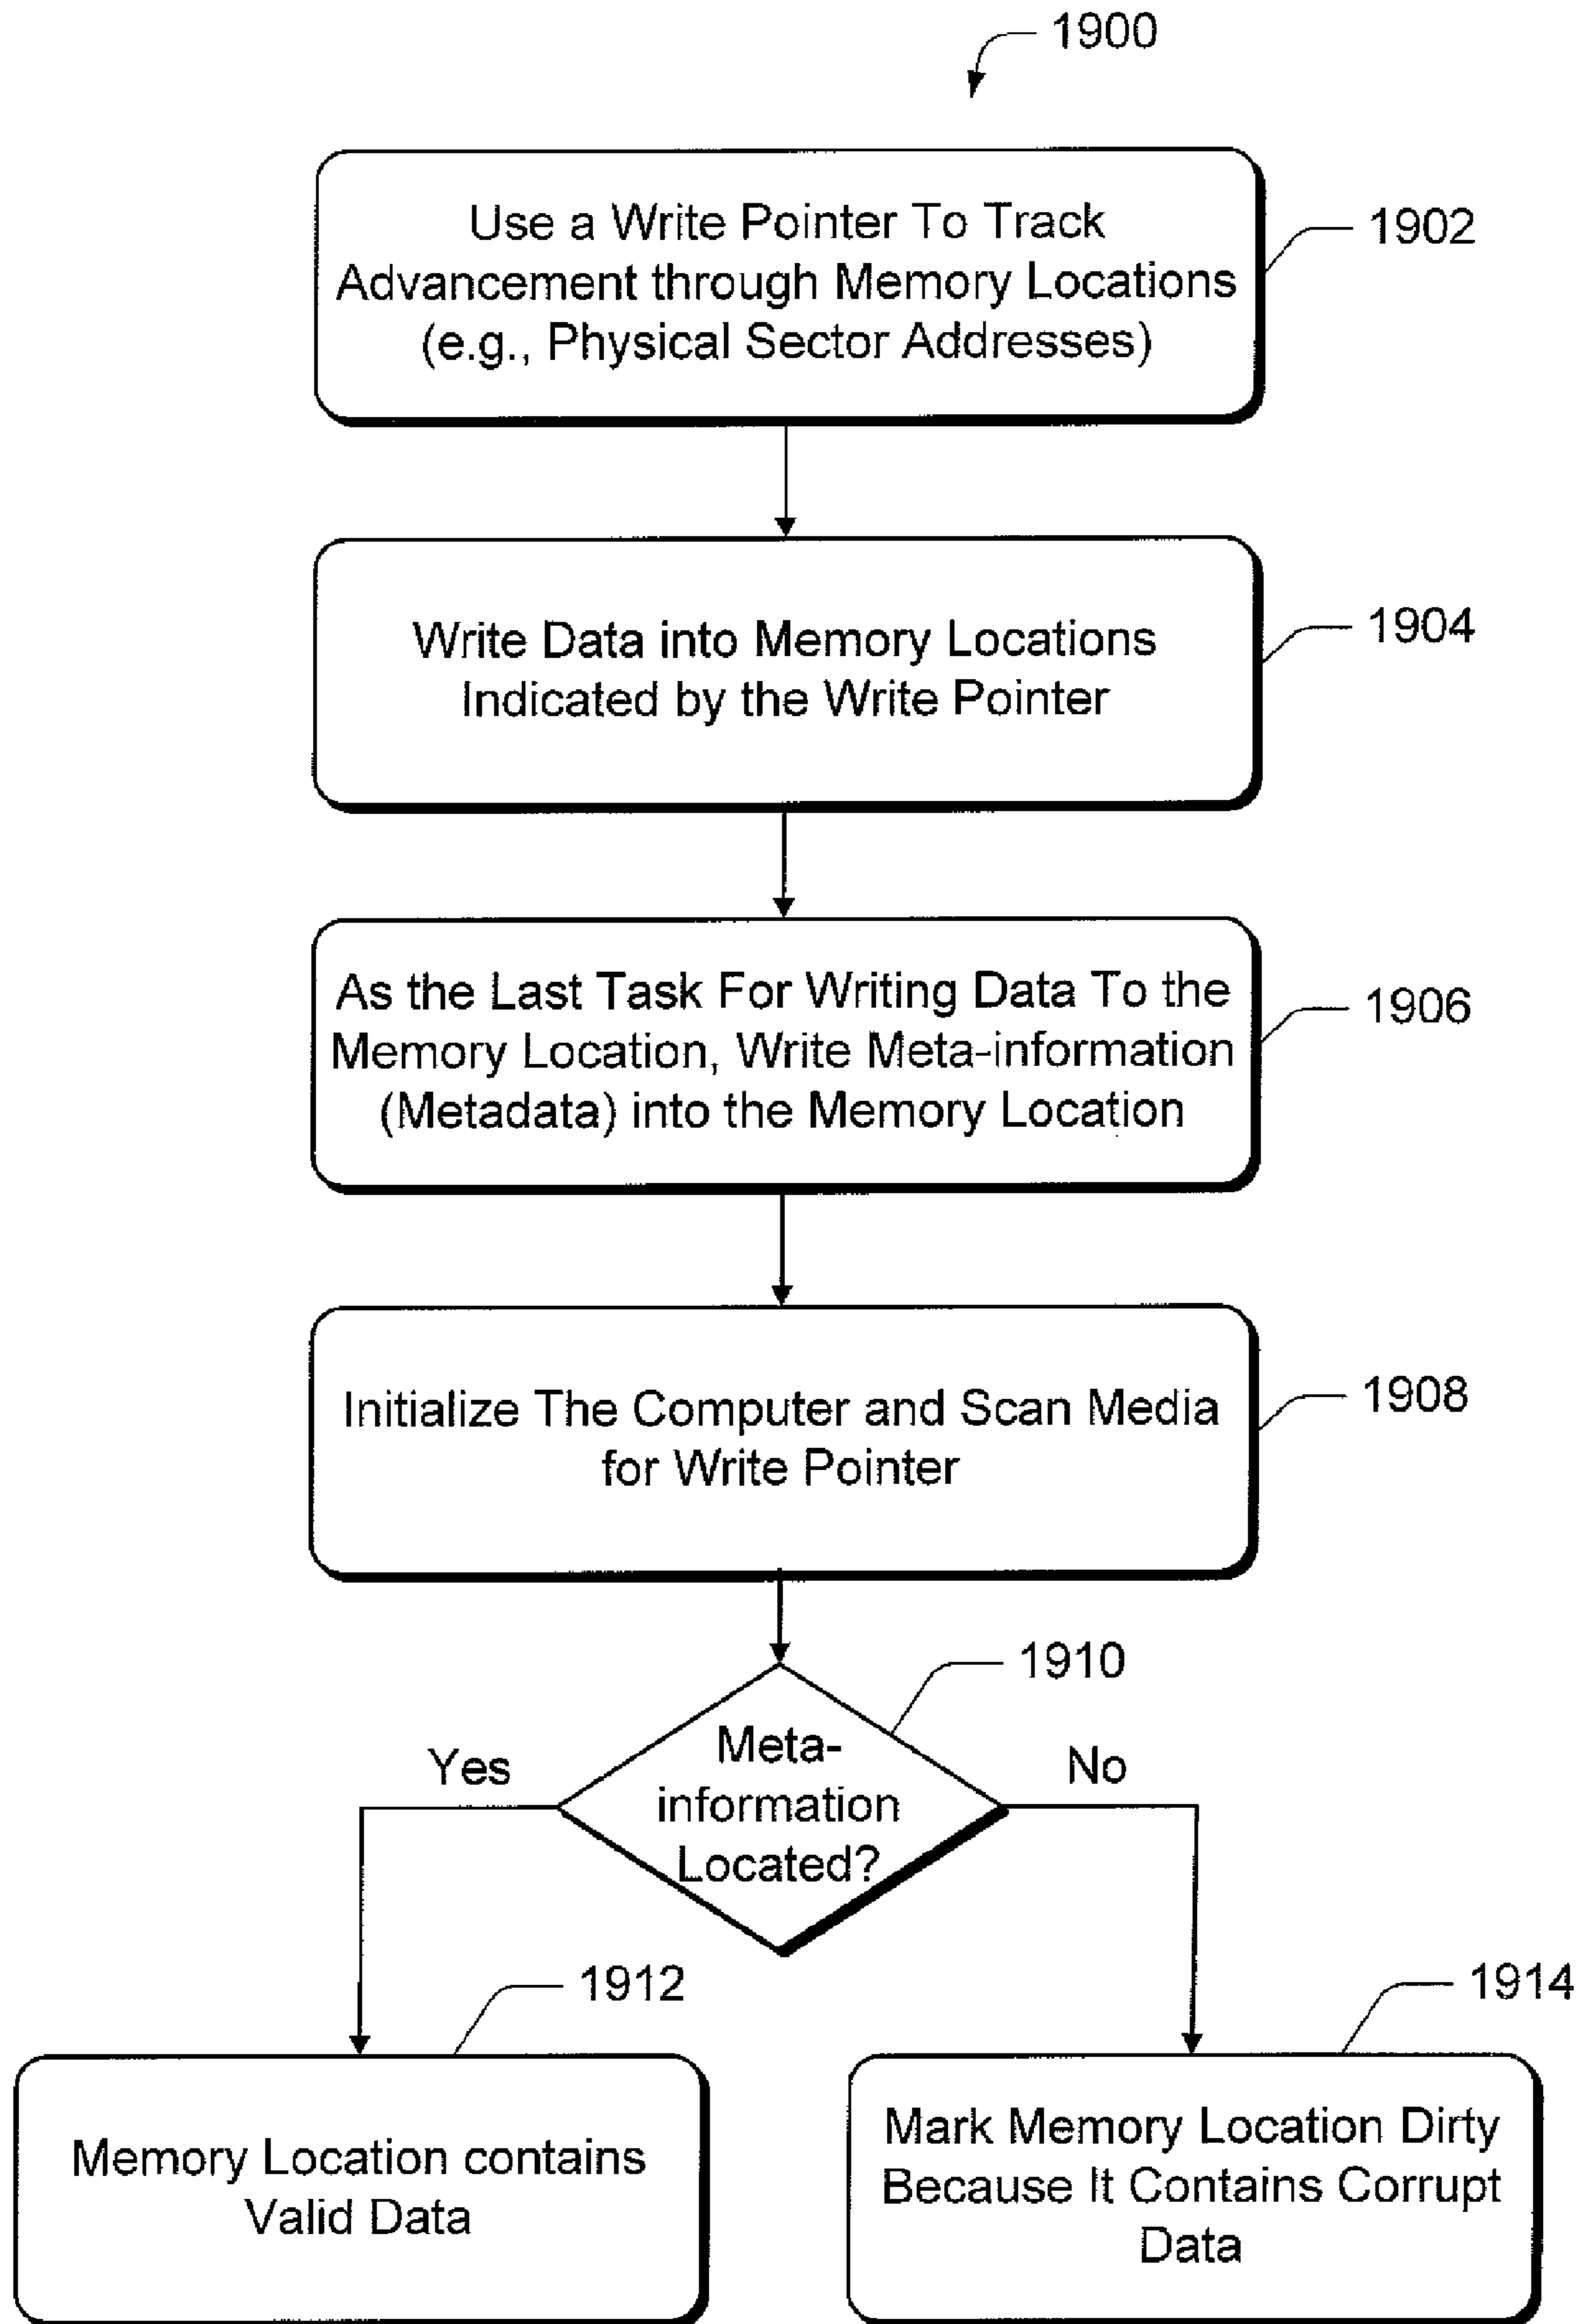 1900
Use a Write Pointer To Track
Advancement through Memory Locations
(e.g., Physical Sector Addresses)
1902
Write Data into Memory Locations
Indicated by the Write Pointer
1904
As the Last Task For Writing Data To the
Memory Location, Write Meta-information
(Metadata) into the Memory Location
1906
Initialize The Computer and Scan Media
for Write Pointer
1908
1910
Meta-
information
Located?
Yes
No
1912
1914
Memory Location contains
Valid Data
Mark Memory Location Dirty
Because It Contains Corrupt
Data